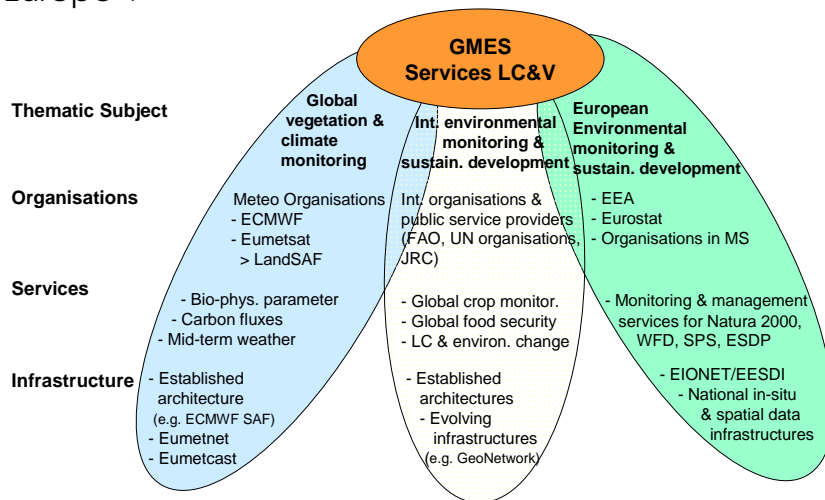 GMES
Services LC&V
Thematic Subject
Global
vegetation &
climate
monitoring
Int. environmental
monitoring &
sustain. development
European
Environmental
monitoring &
sustain. development
Organisations
Meteo Organisations
- ECMWF
- Eumetsat
> LandSAF
Int. organisations &
public service providers
(FAO, UN organisations,
JRC)
- EEA
- Eurostat
- Organisations in MS
Services
- Bio-phys. parameter
- Carbon fluxes
- Mid-term weather
- Global crop monitor.
- Global food security
- LC & environ. change
- Monitoring & management
services for Natura 2000,
WFD, SPS, ESDP
Infrastructure
- Established
architecture
(e.g. ECMWF SAF)
- Eumetnet
- Eumetcast
- Established
architectures
- Evolving
infrastructures
(e.g. GeoNetwork)
- EIONET/EESDI
- National in-situ
& spatial data
infrastructures